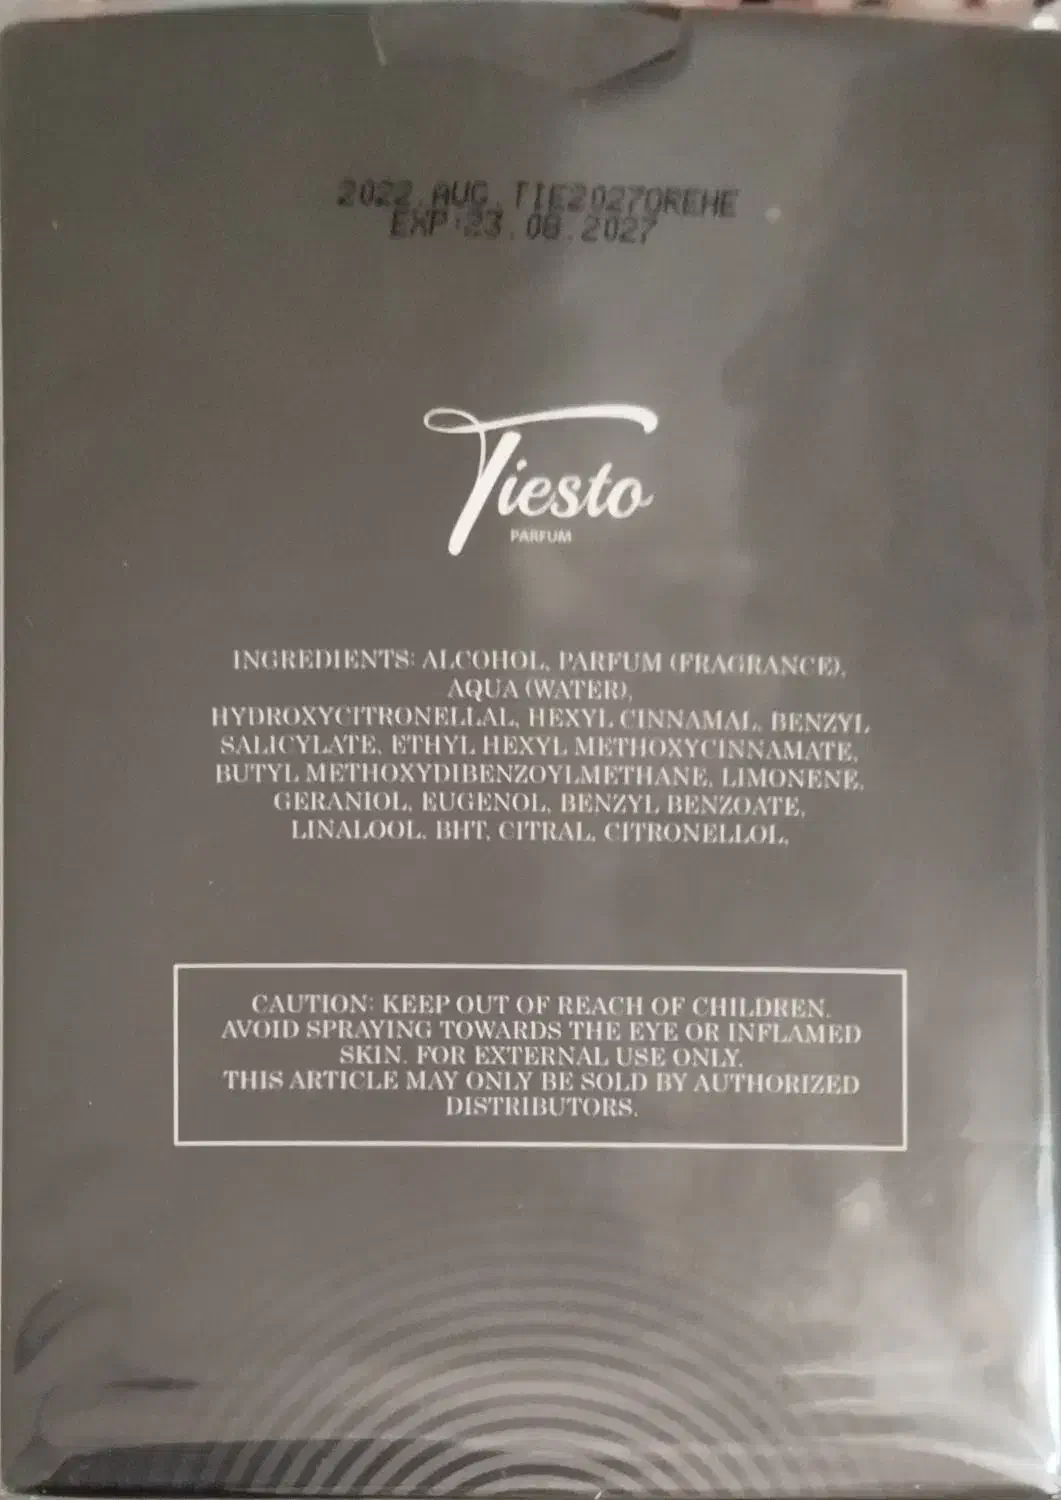 2022.AUG.TIE20270REHE
EXP:23.08.2027
Tiesto
PARFUM
INGREDIENTS: ALCOHOL, PARFUM (FRAGRANCE),
AQUA (WATER),
HYDROXYCITRONELLAL, HEXYL CINNAMAL, BENZYL
SALICYLATE, ETHYL HEXYL METHOXYCINNAMATE,
BUTYL METHOXYDIBENZOYLMETHANE, LIMONENE,
GERANIOL, EUGENOL, BENZYL BENZOATE,
LINALOOL, BHT, CITRAL, CITRONELLOL,
CAUTION: KEEP OUT OF REACH OF CHILDREN.
AVOID SPRAYING TOWARDS THE EYE OR INFLAMED
SKIN. FOR EXTERNAL USE ONLY.
THIS ARTICLE MAY ONLY BE SOLD BY AUTHORIZED
DISTRIBUTORS.